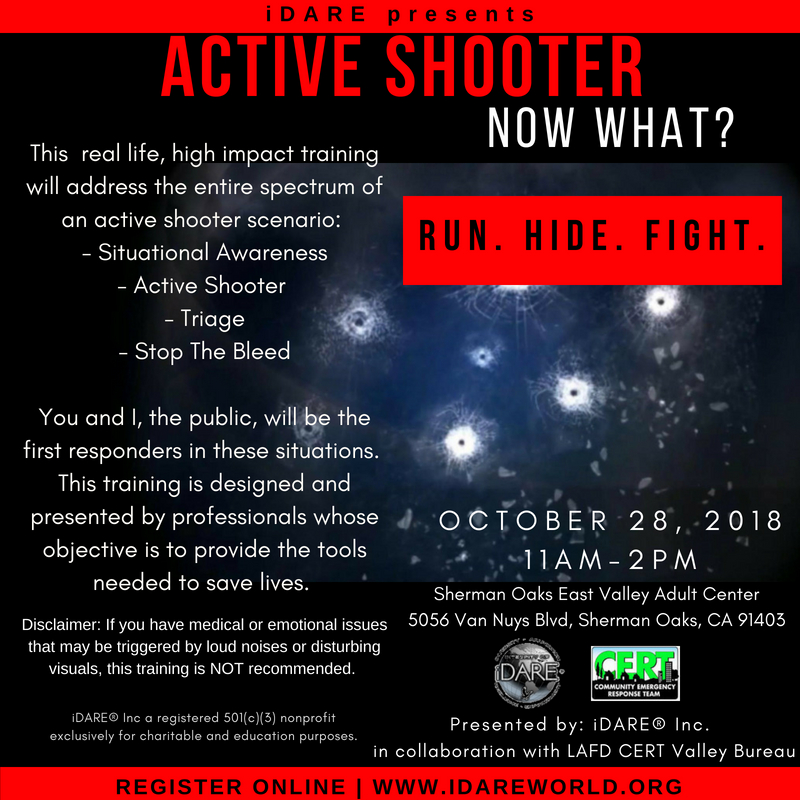 iDARE presents
ACTIVE SHOOTER
NOW WHAT?
This real life, high impact training
will address the entire spectrum of
an active shooter scenario:
- Situational Awareness
- Active Shooter
- Triage
- Stop The Bleed
You and I, the public, will be the
first responders in these situations.
This training is designed and
presented by professionals whose
objective is to provide the tools
needed to save lives.
Disclaimer: If you have medical or emotional issues
that may be triggered by loud noises or disturbing
visuals, this training is NOT recommended.
iDARE® Inc a registered 501(c)(3) nonprofit
exclusively for charitable and education purposes.
RUN. HIDE. FIGHT.
OCTOBER 28, 2018
11AM-2PM
Sherman Oaks East Valley Adult Center
5056 Van Nuys Blvd, Sherman Oaks, CA 91403
iDARE
CERT
COMMUNITY EMERGENCY
RESPONSE TEAM
Presented by: iDARE® Inc.
in collaboration with LAFD CERT Valley Bureau
REGISTER ONLINE | WWW.IDAREWORLD.ORG